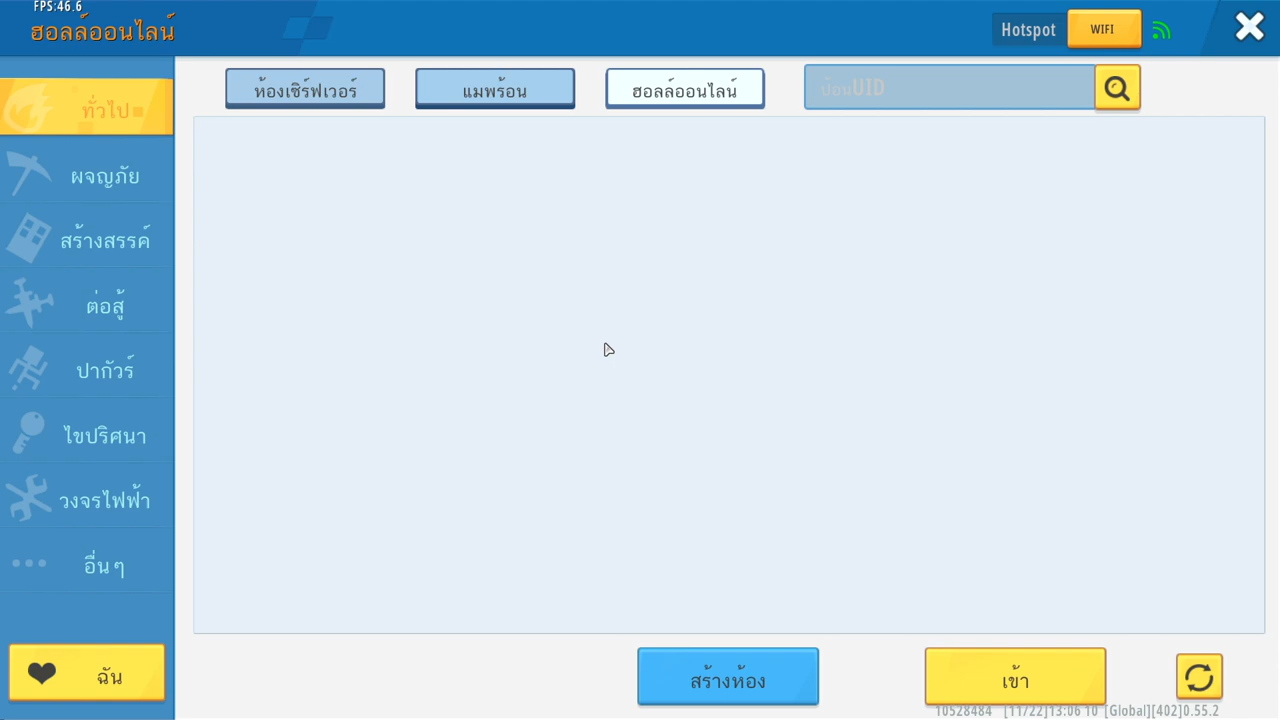 FPS:46.6
ฮอลล์ออนไลน์
Hotspot
WIFI
ห้องเซิร์ฟเวอร์
แมพร้อน
ฮอลล์ออนไลน์
ป้อนUID
ทั่วไป
ผจญภัย
สร้างสรรค์
ต่อสู้
ปากัวร์
ไขปริศนา
วงจรไฟฟ้า
อื่นๆ
ฉัน
สร้างห้อง
เข้า
10528484 [11/22]13:06 10 [Global][402]0.55.2